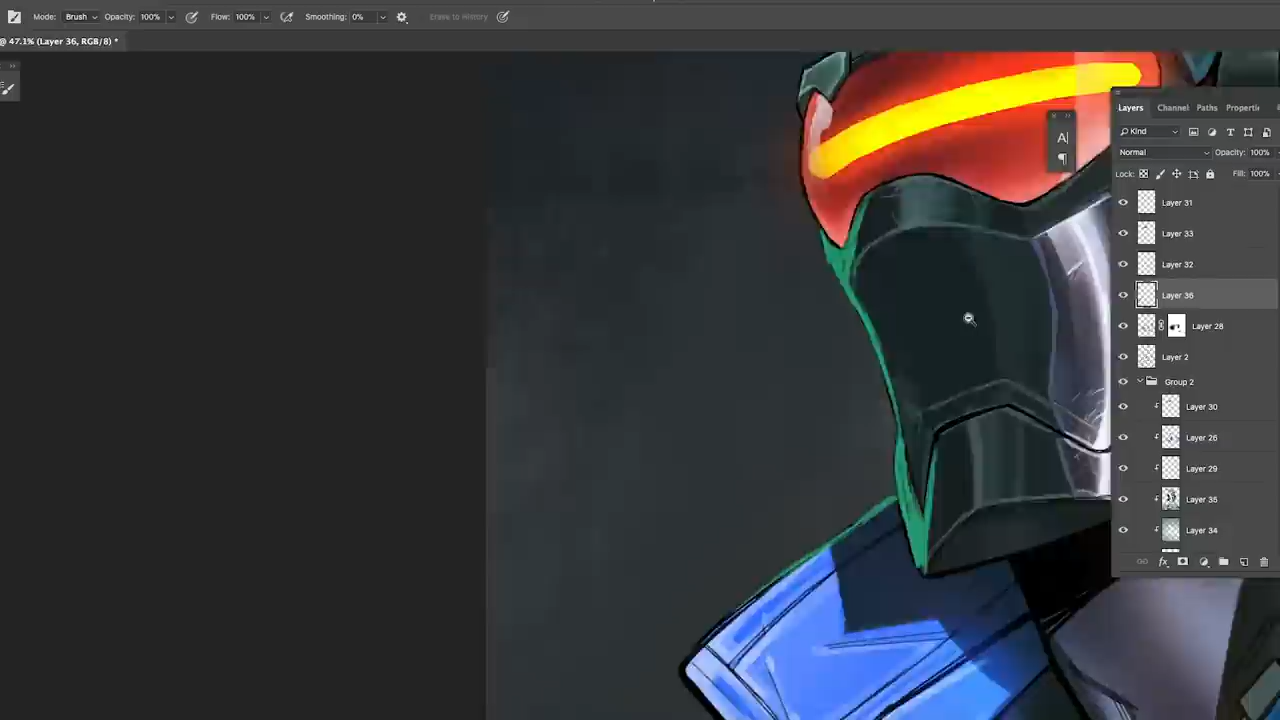 Mode: Brush Opacity: 100% Flow: 100% Smoothing: 0% Erase to History
@ 47.1% (Layer 36, RGB/8) *
Layers Channel Paths Properti
Kind
Normal Opacity: 100%
Lock: Fill: 100%
Layer 31
Layer 33
Layer 32
Layer 36
Layer 28
Layer 2
Group 2
Layer 30
Layer 26
Layer 29
Layer 35
Layer 34